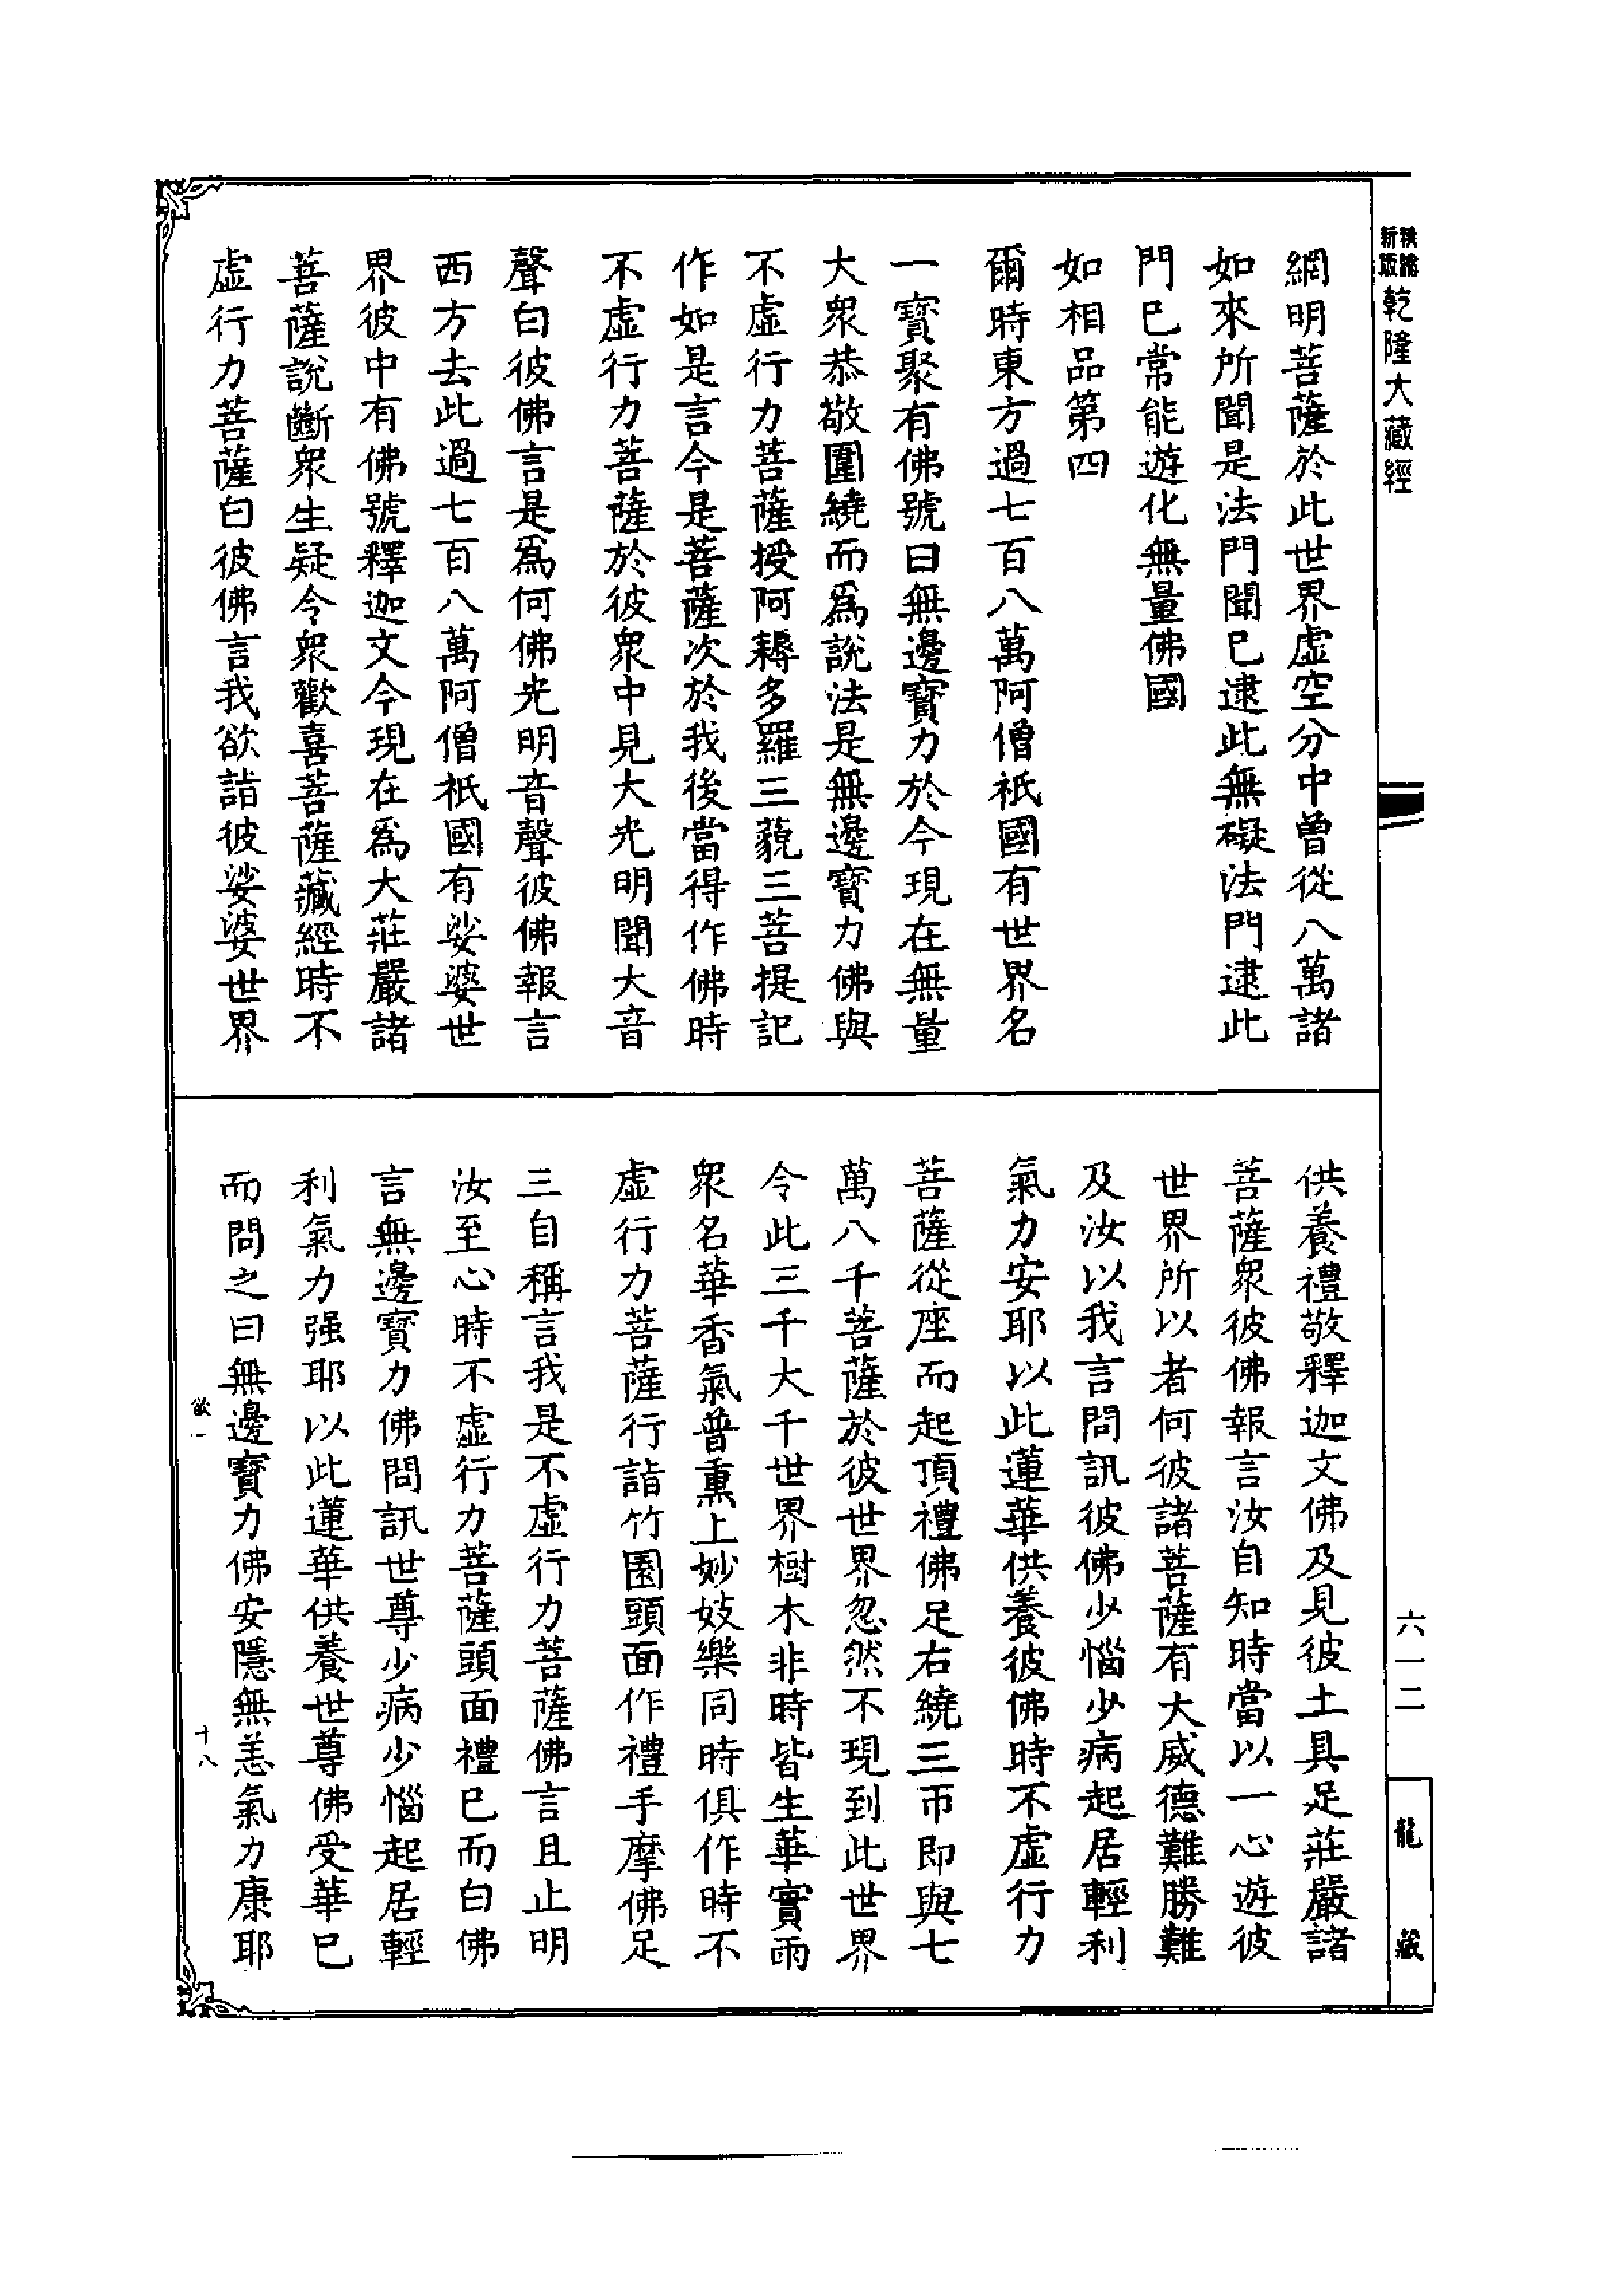 乾隆大藏經
網明菩薩於此世界虛空分中曾從八萬諸
如來所聞是法門聞已逮此無礙法門逮此
門已常能遊化無量佛國
如相品第四
爾時東方過七百八萬阿僧祇國有世界名
一寶聚有佛號曰無邊寶力於今現在無量
大眾恭敬圍繞而為說法是無邊寶力佛與
不虛行力菩薩授阿耨多羅三藐三菩提記
作如是言今是菩薩次於我後當得作佛時
不虛行力菩薩於彼眾中見大光明聞大音
聲白彼佛言是為何佛光明音聲彼佛報言
西方去此過七百八萬阿僧祇國有娑婆世
界彼中有佛號釋迦文今現在為大莊嚴諸
菩薩說斷眾生疑令眾歡喜菩薩藏經時不
虛行力菩薩白彼佛言我欲詣彼娑婆世界
供養禮敬釋迦文佛及見彼土具足莊嚴諸
菩薩眾彼佛報言汝自知時當以一心遊彼
世界所以者何彼諸菩薩有大威德難勝難
及汝以我言問訊彼佛少惱少病起居輕利
氣力安耶以此蓮華供養彼佛時不虛行力
菩薩從座而起頂禮佛足右繞三帀即與七
萬八千菩薩於彼世界忽然不現到此世界
令此三千大千世界樹木非時皆生華實雨
眾名華香氣普熏上妙妓樂同時俱作時不
虛行力菩薩行詣竹園頭面作禮手摩佛足
三自稱言我是不虛行力菩薩佛言且止明
汝至心時不虛行力菩薩頭面禮已而白佛
言無邊寶力佛問訊世尊少病少惱起居輕
利氣力强耶以此蓮華供養世尊佛受華已
而問之曰無邊寶力佛安隱無恙氣力康耶
六一二
龍藏
欲一
十八